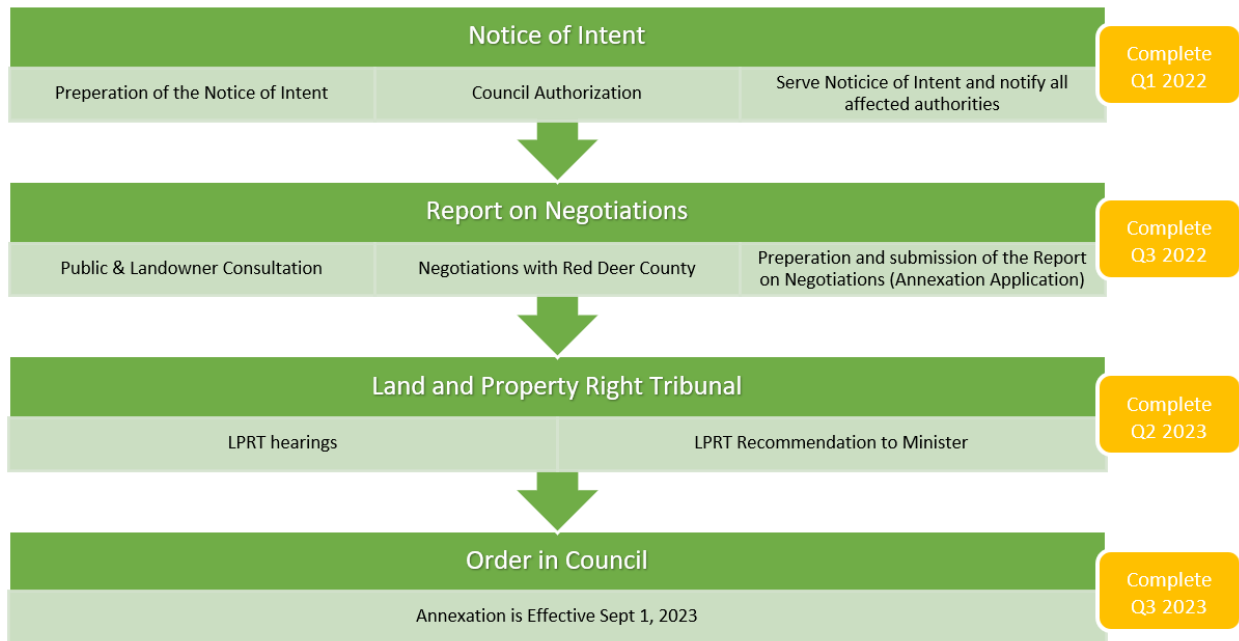 Notice of Intent
Complete
Q1 2022
Preperation of the Notice of Intent
Council Authorization
Serve Noticice of Intent and notify all
affected authorities
Report on Negotiations
Complete
Q3 2022
Public & Landowner Consultation
Negotiations with Red Deer County
Preperation and submission of the Report
on Negotiations (Annexation Application)
Land and Property Right Tribunal
Complete
Q2 2023
LPRT hearings
LPRT Recommendation to Minister
Order in Council
Complete
Q3 2023
Annexation is Effective Sept 1, 2023